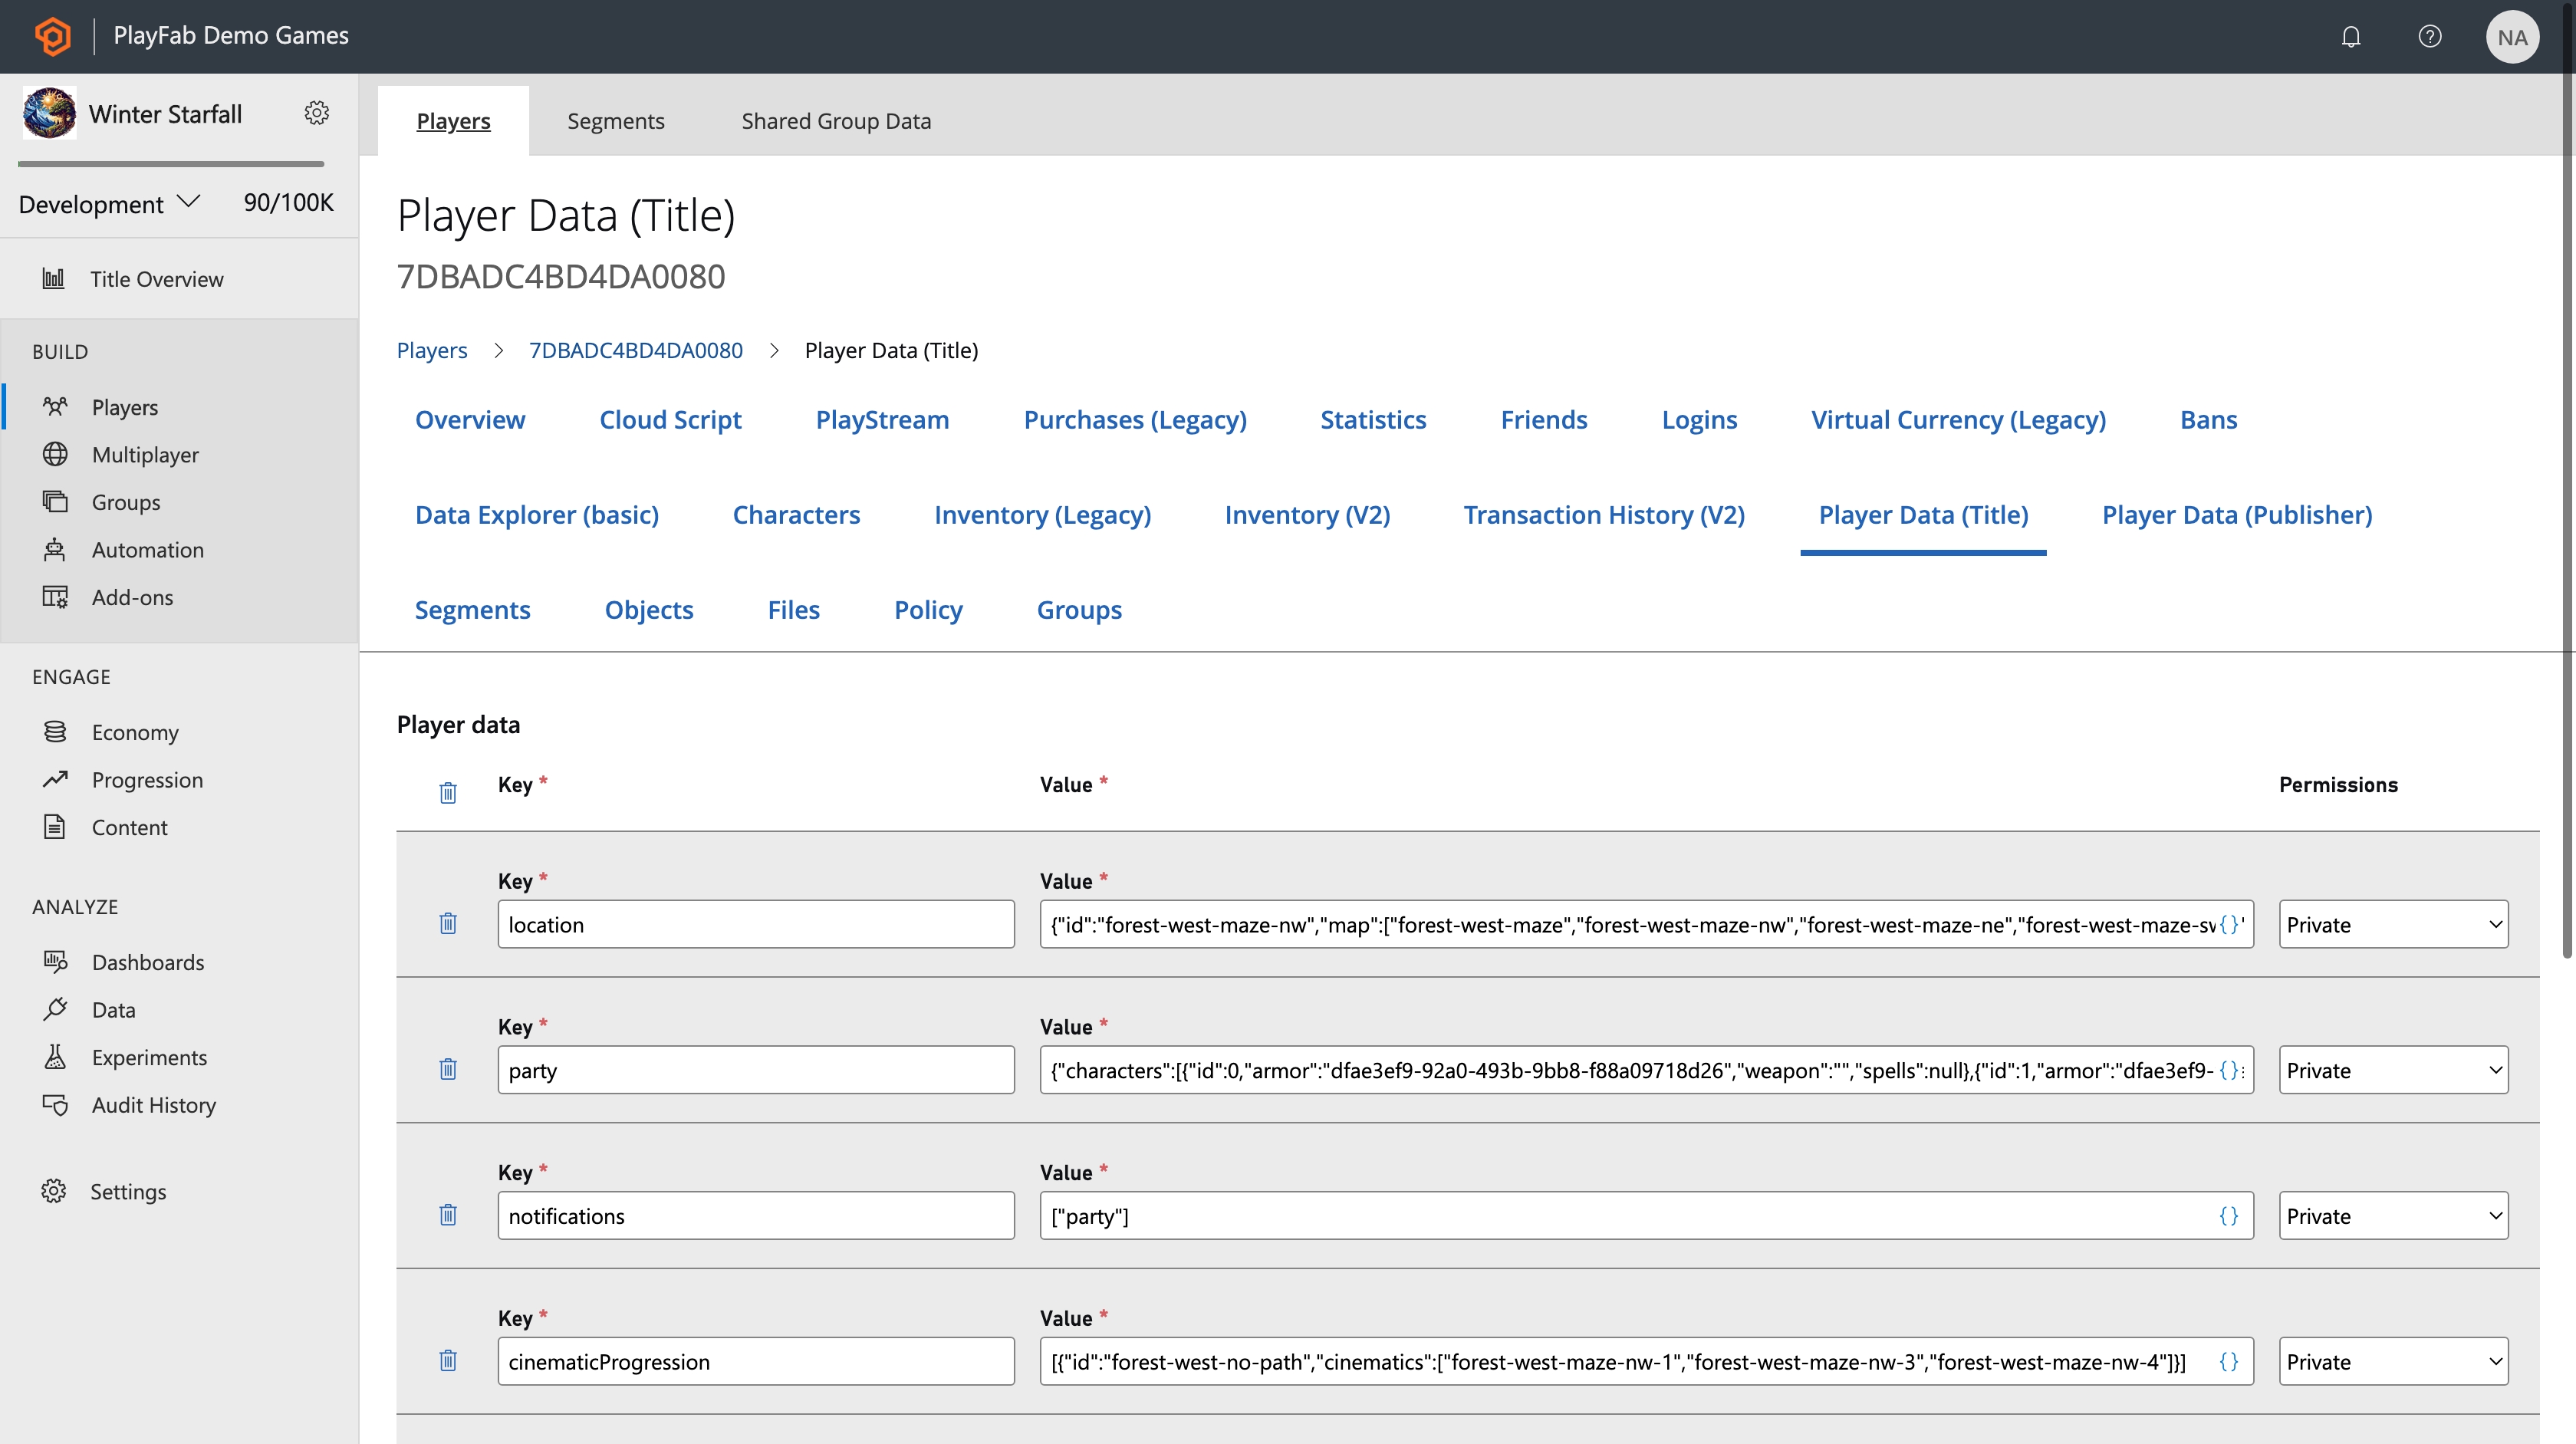 PlayFab Demo Games
NA
Winter Starfall
Development 90/100K
Title Overview
BUILD
Players
Multiplayer
Groups
Automation
Add-ons
ENGAGE
Economy
Progression
Content
ANALYZE
Dashboards
Data
Experiments
Audit History
Settings
Players Segments Shared Group Data
Player Data (Title)
7DBADC4BD4DA0080
Players > 7DBADC4BD4DA0080 > Player Data (Title)
Overview Cloud Script PlayStream Purchases (Legacy) Statistics Friends Logins Virtual Currency (Legacy) Bans
Data Explorer (basic) Characters Inventory (Legacy) Inventory (V2) Transaction History (V2) Player Data (Title) Player Data (Publisher)
Segments Objects Files Policy Groups
Player data
Key * Value * Permissions
Key * Value *
location {"id":"forest-west-maze-nw","map":["forest-west-maze","forest-west-maze-nw","forest-west-maze-ne","forest-west-maze-sw {} Private
Key * Value *
party {"characters":[{"id":0,"armor":"dfae3ef9-92a0-493b-9bb8-f88a09718d26","weapon":"","spells":null},{"id":1,"armor":"dfae3ef9- {} Private
Key * Value *
notifications ["party"] {} Private
Key * Value *
cinematicProgression [{"id":"forest-west-no-path","cinematics":["forest-west-maze-nw-1","forest-west-maze-nw-3","forest-west-maze-nw-4"]}] {} Private